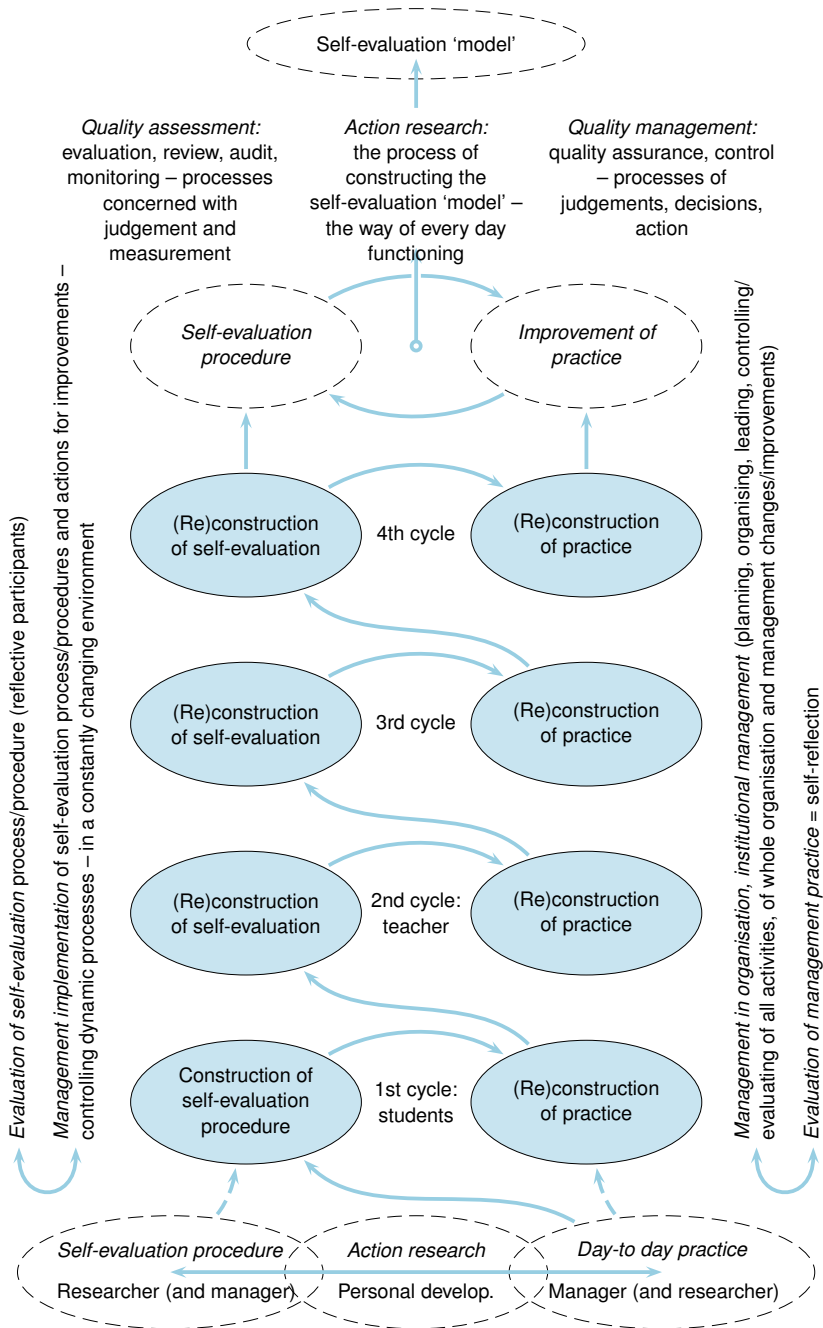 Self-evaluation ‘model’
Quality assessment:
evaluation, review, audit,
monitoring – processes
concerned with
judgement and
measurement
Action research:
the process of
constructing the
self-evaluation ‘model’ –
the way of every day
functioning
Quality management:
quality assurance, control
– processes of
judgements, decisions,
action
Evaluation of self-evaluation process/procedure (reflective participants)
Management implementation of self-evaluation process/procedures and actions for improvements –
controlling dynamic processes – in a constantly changing environment
Self-evaluation
procedure
Improvement of
practice
(Re)construction
of self-evaluation
4th cycle
(Re)construction
of practice
(Re)construction
of self-evaluation
3rd cycle
(Re)construction
of practice
(Re)construction
of self-evaluation
2nd cycle:
teacher
(Re)construction
of practice
Construction of
self-evaluation
procedure
1st cycle:
students
(Re)construction
of practice
Management in organisation, institutional management (planning, organising, leading, controlling/
evaluating of all activities, of whole organisation and management changes/improvements)
Evaluation of management practice = self-reflection
Self-evaluation procedure
Researcher (and manager)
Action research
Personal develop.
Day-to day practice
Manager (and researcher)